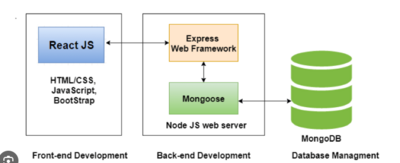 React JS
HTML/CSS,
JavaScript,
BootStrap
Express
Web Framework
Mongoose
Node JS web server
MongoDB
Front-end Development
Back-end Development
Database Managment